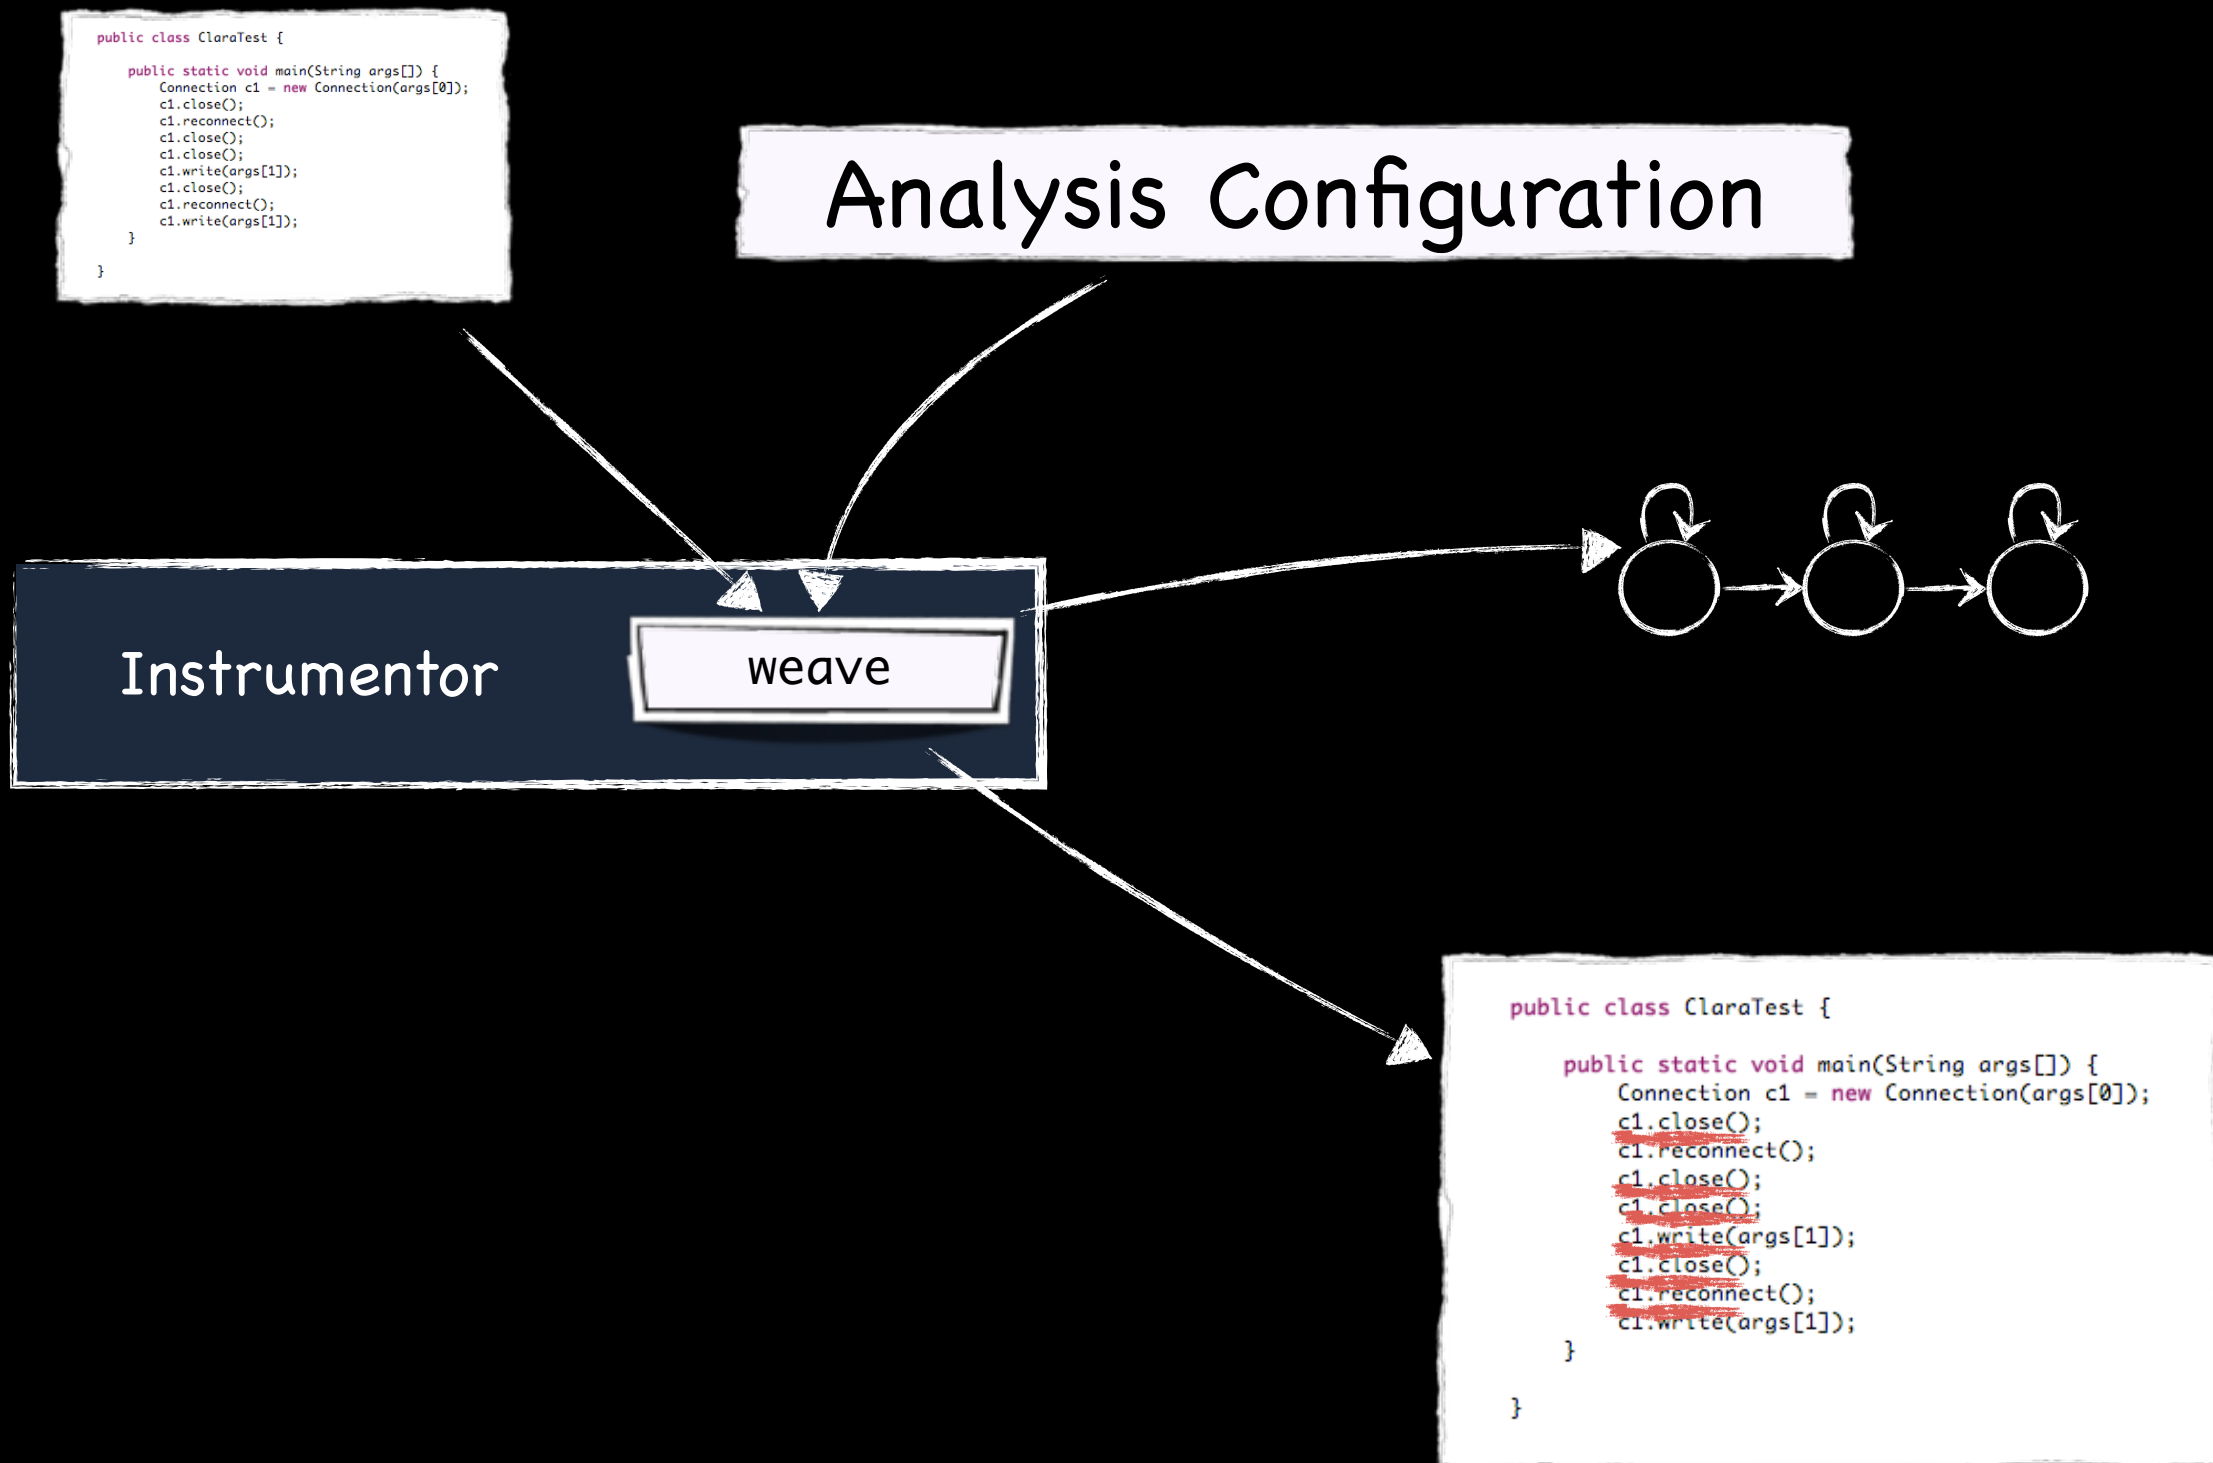 public class ClaraTest {
public static void main(String args[]) {
Connection c1 = new Connection(args[0]);
c1.close();
c1.reconnect();
c1.close();
c1.close();
c1.write(args[1]);
c1.close();
c1.reconnect();
c1.write(args[1]);
}
}
Analysis Configuration
Instrumentor
weave
public class ClaraTest {
public static void main(String args[]) {
Connection c1 = new Connection(args[0]);
c1.close();
c1.reconnect();
c1.close();
c1.close();
c1.write(args[1]);
c1.close();
c1.reconnect();
c1.write(args[1]);
}
}